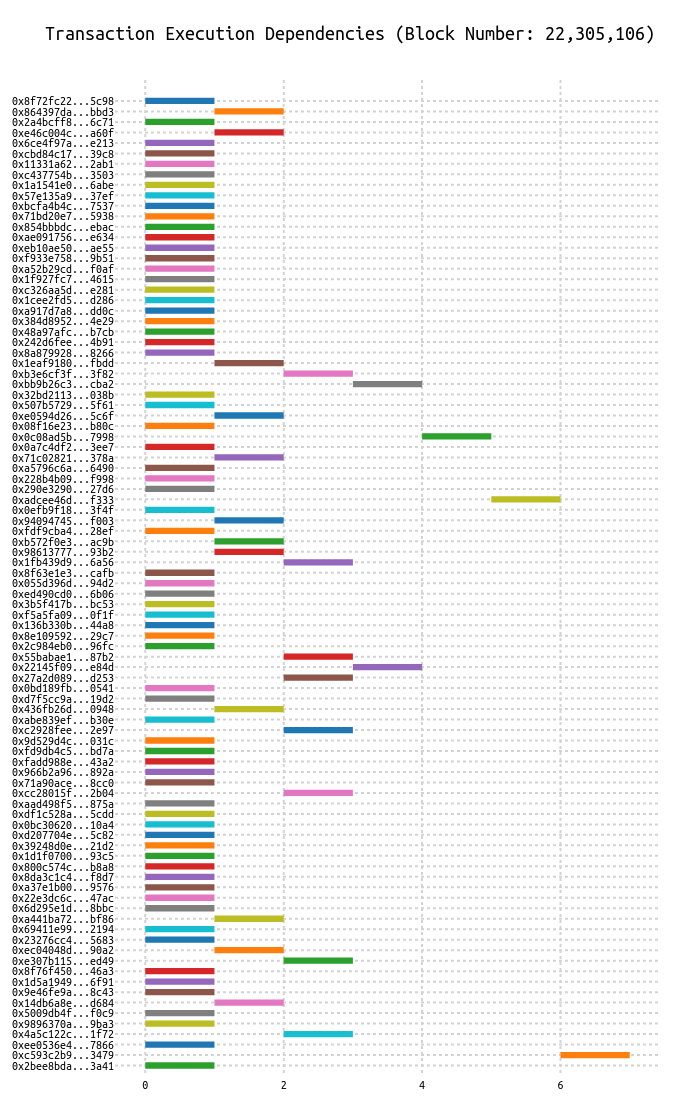 Transaction Execution Dependencies (Block Number: 22,305,106)
0x8f72fc22...5c98
0x864397da...bbd3
0x2a4bcff8...6c71
0xe46c004c...a60f
0x6ce4f97a...e213
0xcbd84c17...39c8
0x11331a62...2ab1
0xc437754b...3503
0x1a1541e0...6abe
0x57e135a9...37ef
0xbcfa4b4c...7537
0x71bd20e7...5938
0x854bbbdc...ebac
0xae091756...e634
0xeb10ae50...ae55
0xf933e758...9b51
0xa52b29cd...f0af
0x1f927fc7...4615
0xc326aa5d...e281
0x1cee2fd5...d286
0xa917d7a8...dd0c
0x384d8952...4e29
0x48a97afc...b7cb
0x242d6fee...4b91
0x8a879928...8266
0x1eaf9180...fbdd
0xb3e6cf3f...3f82
0xbb9b26c3...cba2
0x32bd2113...038b
0x507b5729...5f61
0xe0594d26...5c6f
0x08f16e23...b80c
0x0c08ad5b...7998
0x0a7c4df2...3ee7
0x71c02821...378a
0xa5796c6a...6490
0x228b4b09...f998
0x290e3290...27d6
0xadcee46d...f333
0x0efb9f18...3f4f
0x94094745...f003
0xfdf9cba4...28ef
0xb572f0e3...ac9b
0x98613777...93b2
0x1fb439d9...6a56
0x8f63e1e3...cafb
0x055d396d...94d2
0xed490cd0...6b06
0x3b5f417b...bc53
0xf5a5fa09...0f1f
0x136b330b...44a8
0x8e109592...29c7
0x2c984eb0...96fc
0x55babae1...87b2
0x22145f09...e84d
0x27a2d089...d253
0x0bd189fb...0541
0xd7f5cc9a...19d2
0x436fb26d...0948
0xabe839ef...b30e
0xc2928fee...2e97
0x9d529d4c...031c
0xfd9db4c5...bd7a
0xfadd988e...43a2
0x966b2a96...892a
0x71a90ace...8cc0
0xcc28015f...2b04
0xaad498f5...875a
0xdf1c528a...5cdd
0x0bc30620...10a4
0xd207704e...5c82
0x39248d0e...21d2
0x1d1f0700...93c5
0x800c574c...b8a8
0x8da3c1c4...f8d7
0xa37e1b00...9576
0x22e3dc6c...47ac
0x6d295e1d...8bbc
0xa441ba72...bf86
0x69411e99...2194
0x23276cc4...5683
0xec04048d...90a2
0xe307b115...ed49
0x8f76f450...46a3
0x1d5a1949...6f91
0x9e46fe9a...8c43
0x14db6a8e...d684
0x5009db4f...f0c9
0x9896370a...9ba3
0x4a5c122c...1f72
0xee0536e4...7866
0xc593c2b9...3479
0x2bee8bda...3a41
0 2 4 6